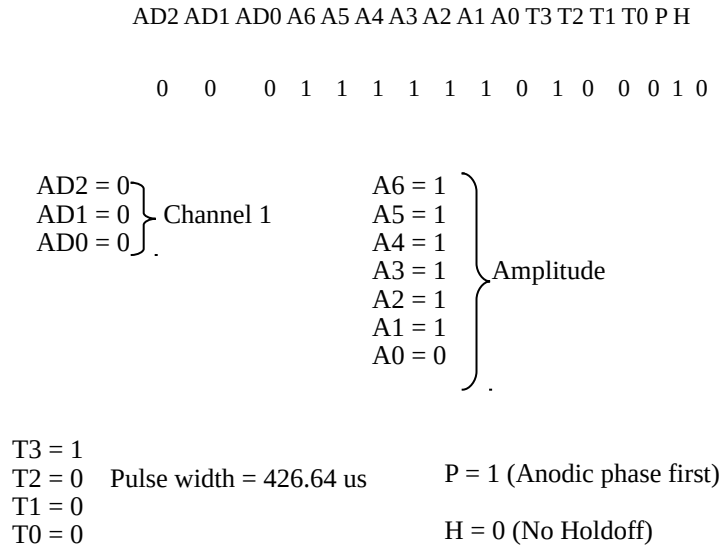 AD2 AD1 AD0 A6 A5 A4 A3 A2 A1 A0 T3 T2 T1 T0 P H
0 0 0 1 1 1 1 1 1 0 1 0 0 0 1 0
AD2 = 0
AD1 = 0
AD0 = 0
Channel 1
.
A6 = 1
A5 = 1
A4 = 1
A3 = 1
A2 = 1
A1 = 1
A0 = 0
Amplitude
.
T3 = 1
T2 = 0
T1 = 0
T0 = 0
Pulse width = 426.64 us
P = 1 (Anodic phase first)
H = 0 (No Holdoff)